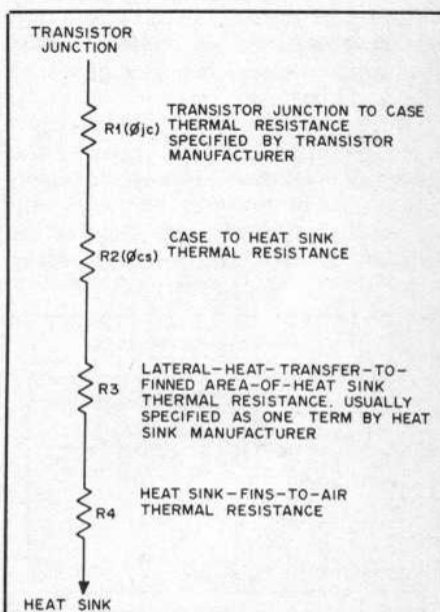 TRANSISTOR
JUNCTION
R1(Øjc)
TRANSISTOR JUNCTION TO CASE
THERMAL RESISTANCE
SPECIFIED BY TRANSISTOR
MANUFACTURER
R2(Øcs)
CASE TO HEAT SINK
THERMAL RESISTANCE
R3
LATERAL-HEAT-TRANSFER-TO-
FINNED AREA-OF-HEAT SINK
THERMAL RESISTANCE. USUALLY
SPECIFIED AS ONE TERM BY HEAT
SINK MANUFACTURER
R4
HEAT SINK-FINS-TO-AIR
THERMAL RESISTANCE
HEAT SINK